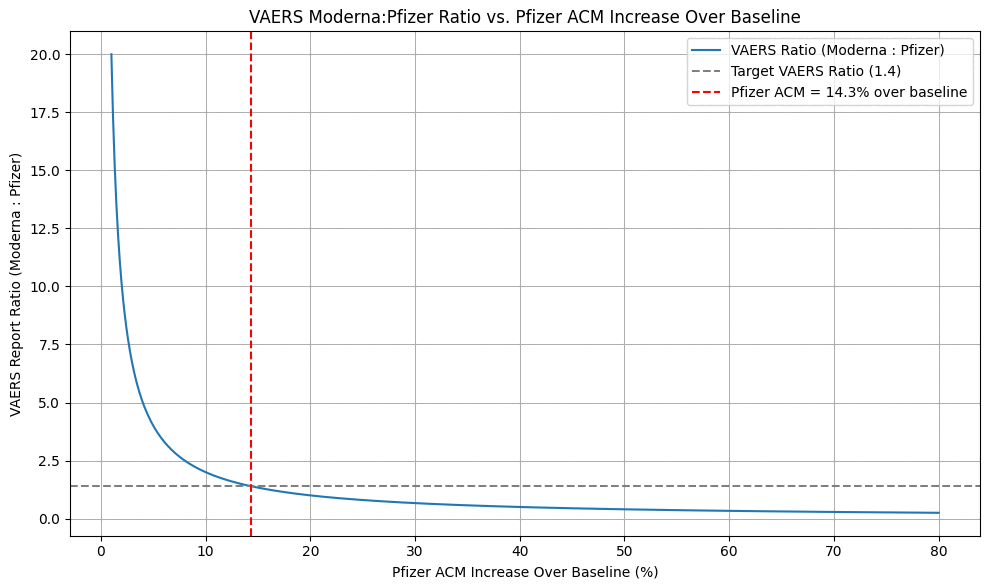 VAERS Moderna:Pfizer Ratio vs. Pfizer ACM Increase Over Baseline
VAERS Ratio (Moderna : Pfizer)
Target VAERS Ratio (1.4)
Pfizer ACM = 14.3% over baseline
VAERS Report Ratio (Moderna : Pfizer)
20.0
17.5
15.0
12.5
10.0
7.5
5.0
2.5
0.0
0 10 20 30 40 50 60 70 80
Pfizer ACM Increase Over Baseline (%)